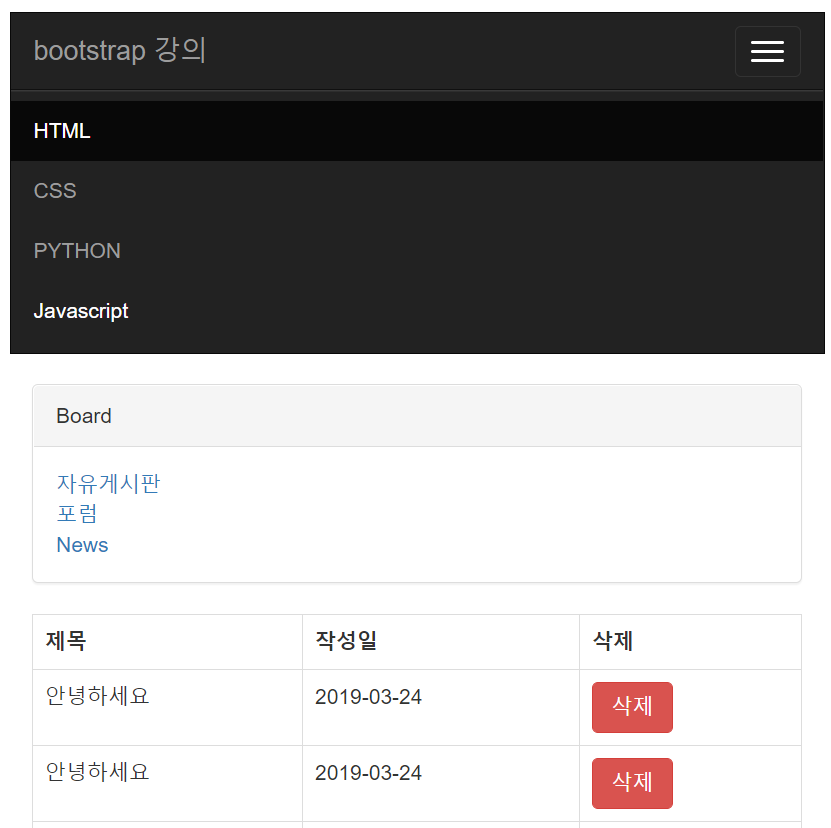 bootstrap 강의
HTML
CSS
PYTHON
Javascript
Board
자유게시판
포럼
News
제목 작성일 삭제
안녕하세요 2019-03-24 삭제
안녕하세요 2019-03-24 삭제